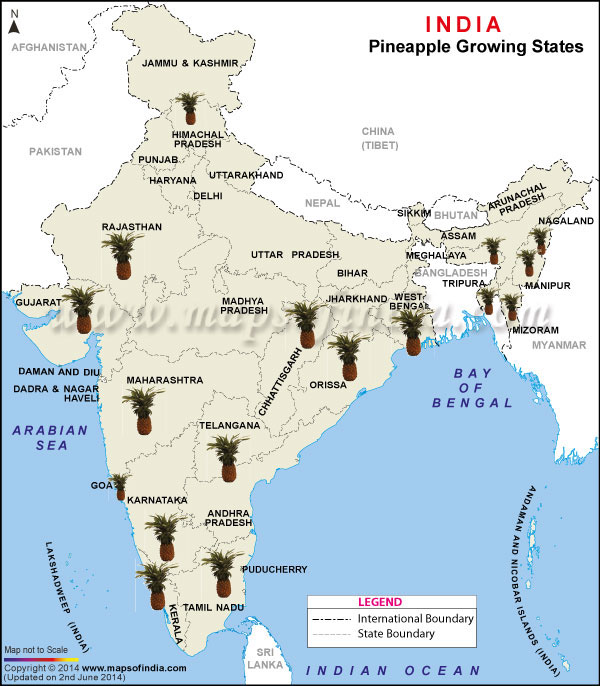 INDIA
Pineapple Growing States
N
AFGHANISTAN
JAMMU & KASHMIR
PAKISTAN
HIMACHAL
PRADESH
CHINA
(TIBET)
PUNJAB
UTTARAKHAND
HARYANA
DELHI
NEPAL
SIKKIM
BHUTAN
ARUNACHAL
PRADESH
NAGALAND
RAJASTHAN
ASSAM
UTTAR PRADESH
MEGHALAYA
BIHAR
BANGLADESH
TRIPURA
MANIPUR
GUJARAT
MADHYA
PRADESH
JHARKHAND
WEST
BENGAL
www.mapsofindia.com
MIZORAM
MYANMAR
DAMAN AND DIU
DADRA & NAGAR
HAVELI
MAHARASHTRA
CHHATTISGARH
ORISSA
BAY
OF
BENGAL
ARABIAN
SEA
TELANGANA
GOA
KARNATAKA
ANDHRA
PRADESH
PUDUCHERRY
TAMIL NADU
KERALA
LAKSHADWEEP (INDIA)
ANDAMAN AND NICOBAR ISLANDS (INDIA)
LEGEND
International Boundary
State Boundary
SRI
LANKA
INDIAN OCEAN
Map not to Scale
Copyright © 2014 www.mapsofindia.com
(Updated on 2nd June 2014)